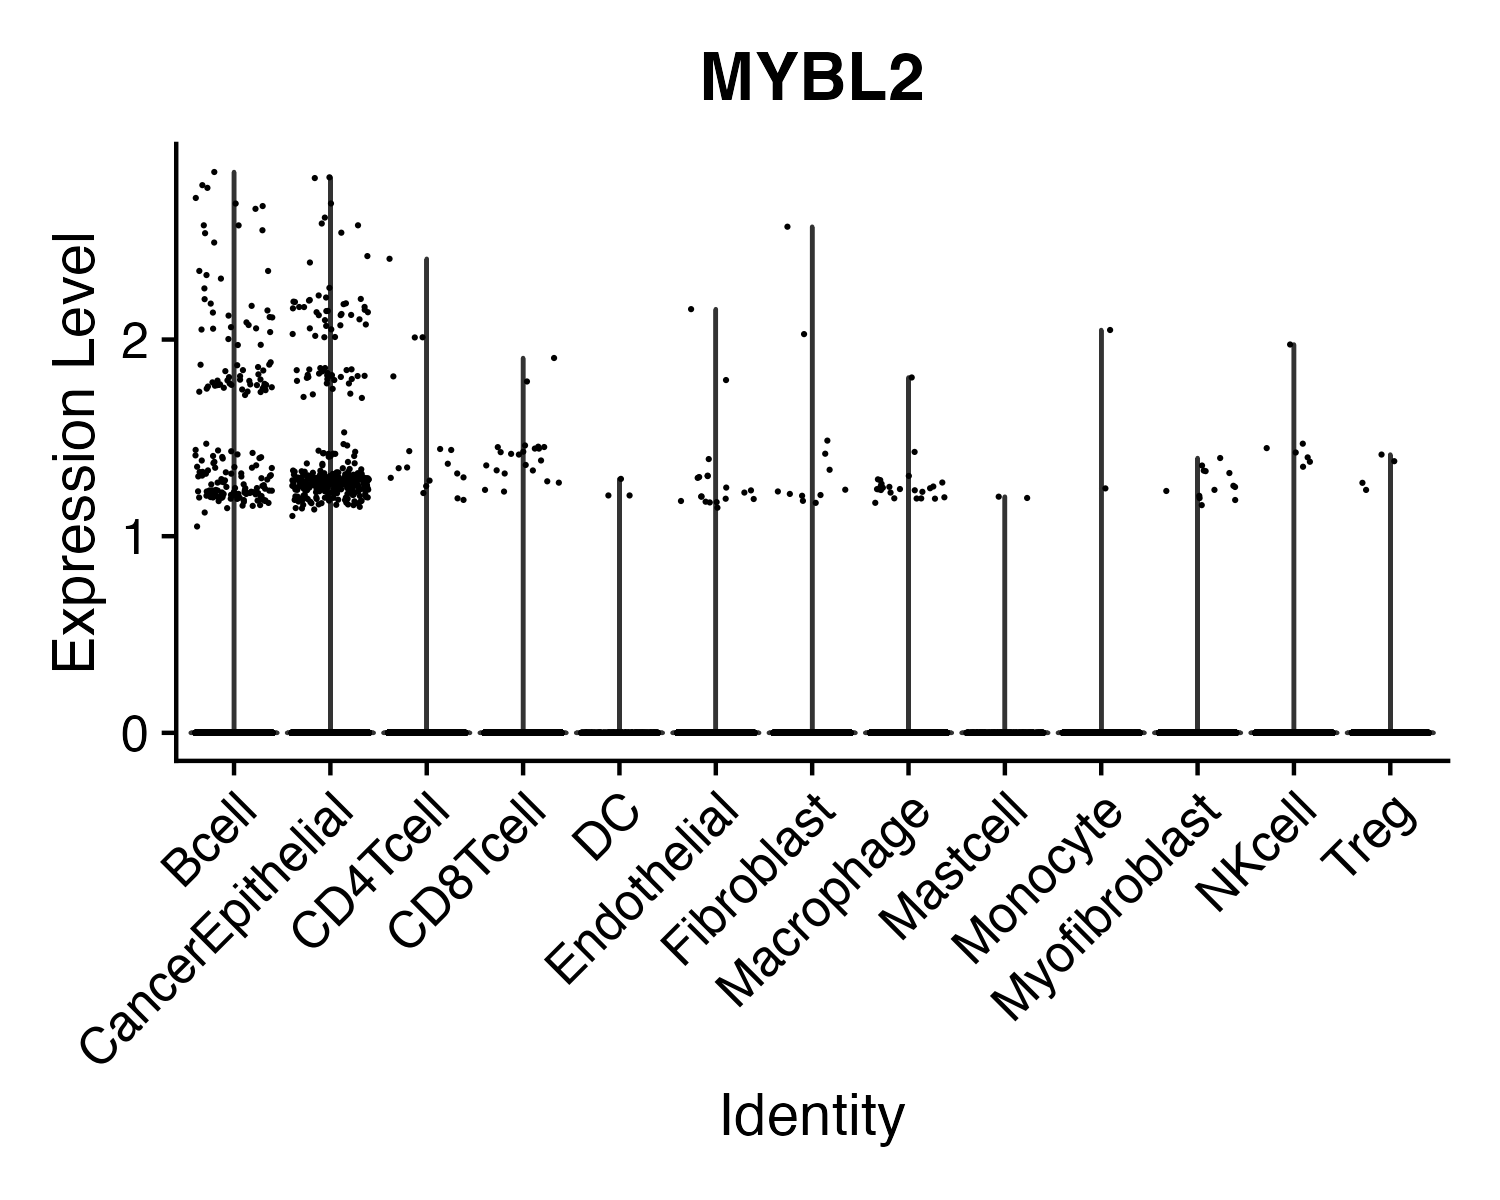 MYBL2
Expression Level
2
1
0
Bcell
CancerEpithelial
CD4Tcell
CD8Tcell
DC
Endothelial
Fibroblast
Macrophage
Mastcell
Monocyte
Myofibroblast
NKcell
Treg
Identity